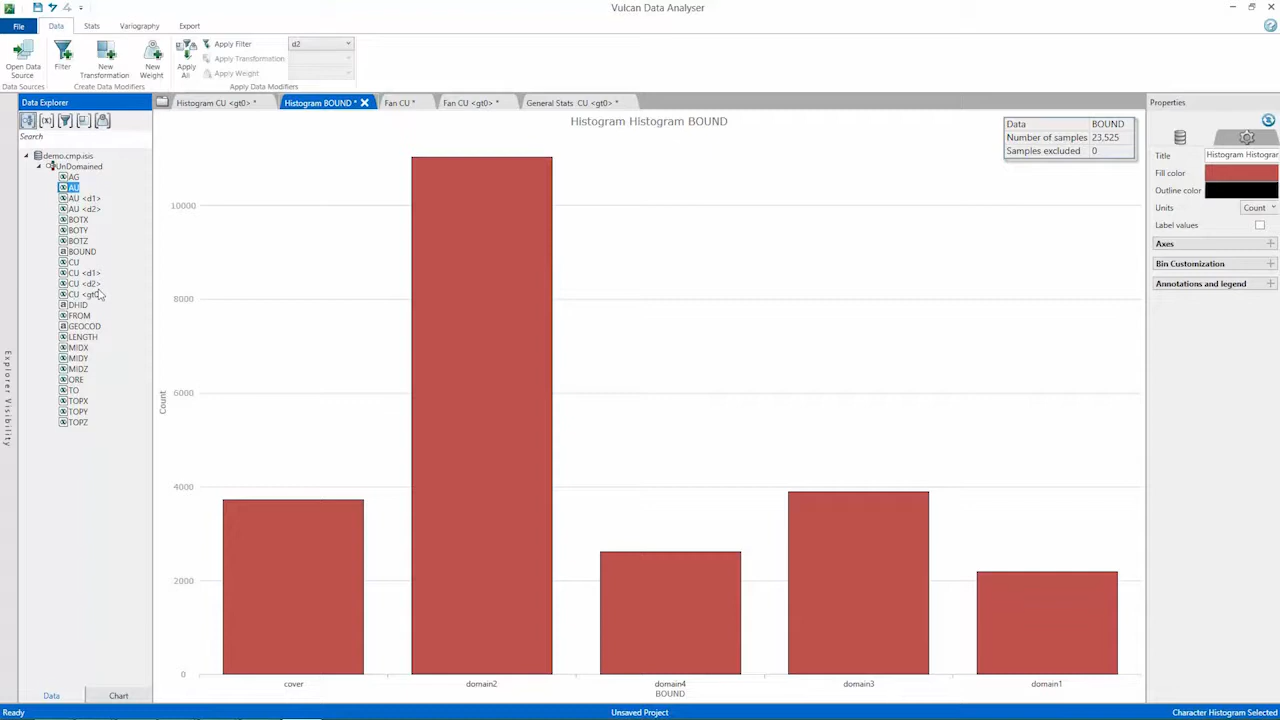 Vulcan Data Analyser
File
Data
Stats
Variography
Export
Open Data Source
Filter
New Transformation
New Weight
Apply All
Apply Filter
d2
Apply Transformation
Apply Weight
Data Sources
Create Data Modifiers
Apply Data Modifiers
Data Explorer
Search
demo.cmp.isis
UnDomained
AG
AU
AU <d1>
AU <d2>
BOTX
BOTY
BOTZ
BOUND
CU
CU <d1>
CU <d2>
CU <gt0
DHID
FROM
GEOCOD
LENGTH
MIDX
MIDY
MIDZ
ORE
TO
TOPX
TOPY
TOPZ
Explorer Visibility
Data
Chart
Histogram CU <gt0> *
Histogram BOUND *
Fan CU *
Fan CU <gt0> *
General Stats CU <gt0> *
Histogram Histogram BOUND
Data BOUND
Number of samples 23,525
Samples excluded 0
10000
8000
6000
4000
2000
0
Count
cover
domain2
domain4
domain3
domain1
BOUND
Properties
Title Histogram Histogram
Fill color
Outline color
Units Count
Label values
Axes
Bin Customization
Annotations and legend
Ready
Unsaved Project
Character Histogram Selected